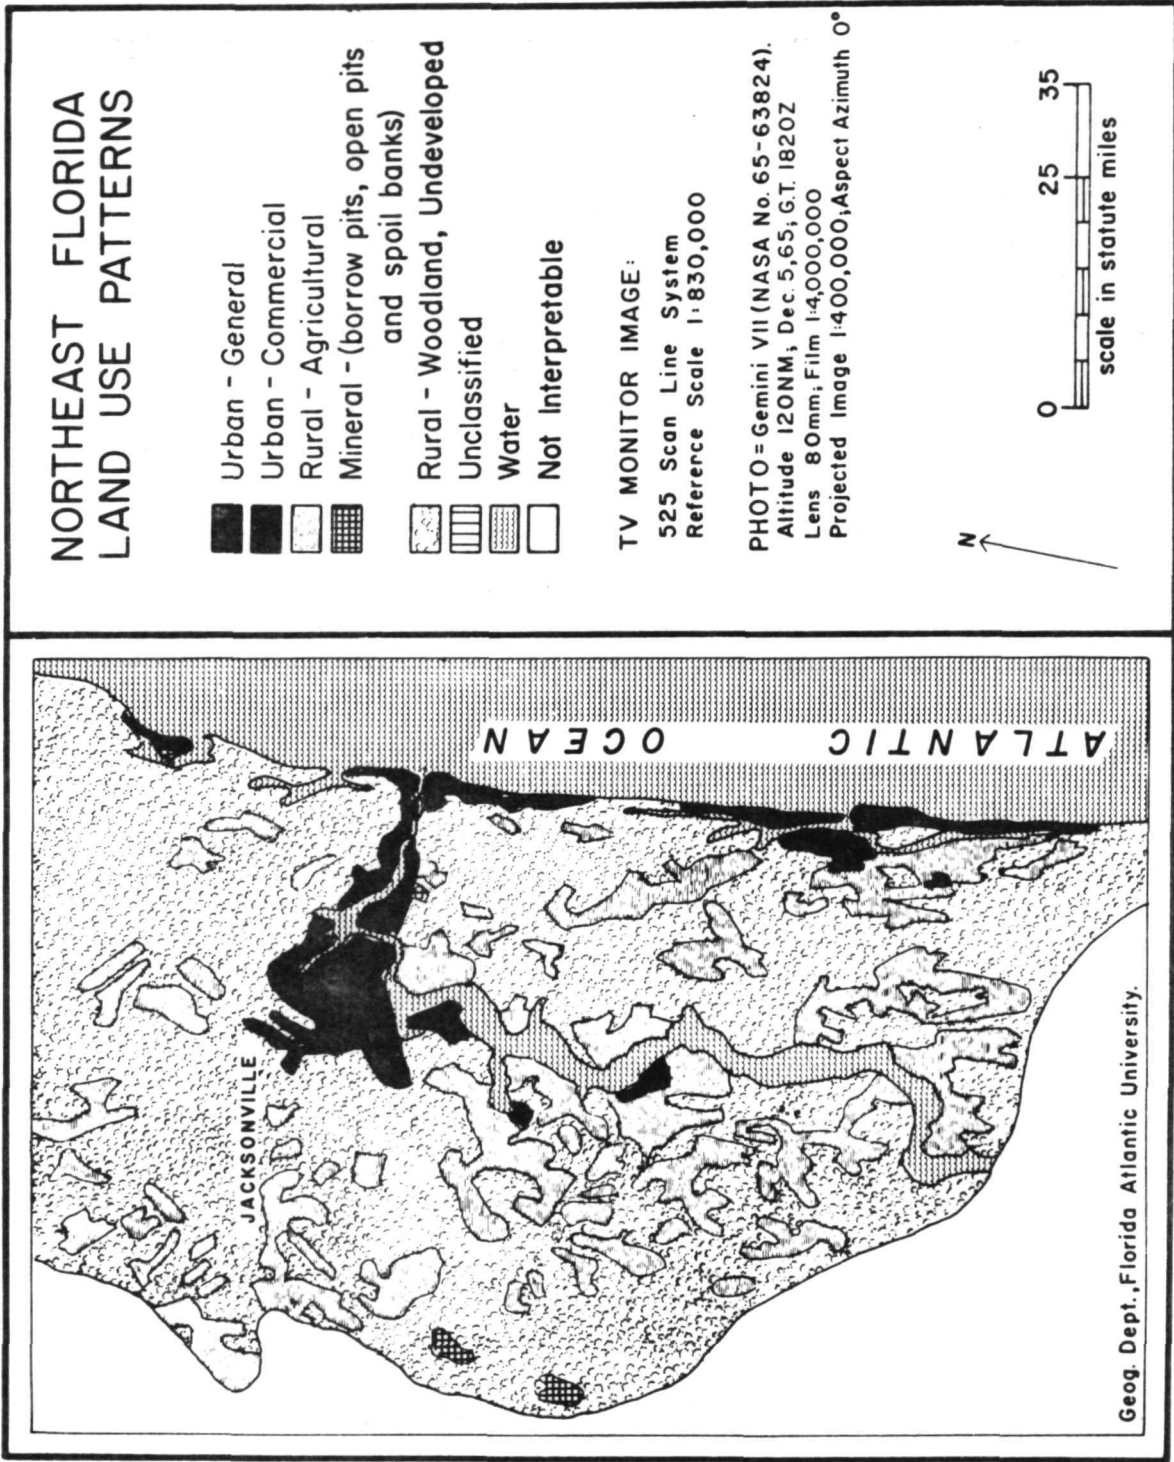 NORTHEAST FLORIDA
LAND USE PATTERNS
Urban - General
Urban - Commercial
Rural - Agricultural
Mineral - (borrow pits, open pits
and spoil banks)
Rural - Woodland, Undeveloped
Unclassified
Water
Not Interpretable
TV MONITOR IMAGE:
525 Scan Line System
Reference Scale 1:830,000
PHOTO = Gemini VII (NASA No. 65-63824).
Altitude 120NM; Dec. 5,65; G.T. 1820Z
Lens 80mm; Film 1:4,000,000
Projected Image 1:400,000; Aspect Azimuth 0°
N
0 25 35
scale in statute miles
JACKSONVILLE
ATLANTIC OCEAN
Geog. Dept., Florida Atlantic University.